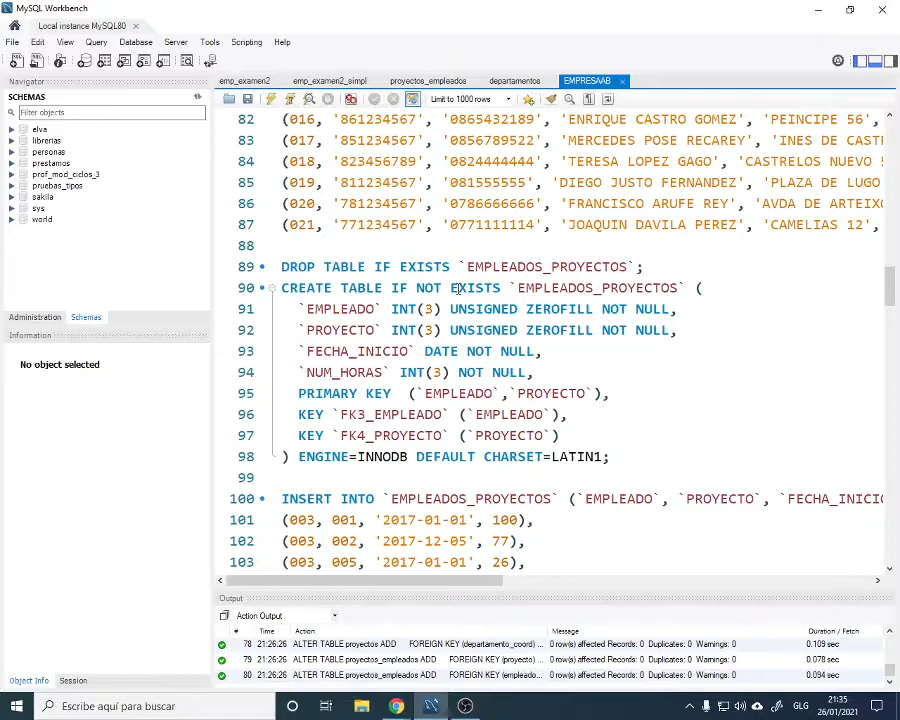 MySQL Workbench
Local instance MySQL80
File Edit View Query Database Server Tools Scripting Help
Navigator
SCHEMAS
Filter objects
elva
librerias
personas
prestamos
prof_mod_ciclos_3
pruebas_tipos
sakila
sys
world
Administration Schemas
Information
No object selected
Object Info Session
emp_examen2 emp_examen2_simpl proyectos_empleados departamentos EMPRESAAB
Limit to 1000 rows
82 (016, '861234567', '0865432189', 'ENRIQUE CASTRO GOMEZ', 'PEINCIPE 56',
83 (017, '851234567', '0856789522', 'MERCEDES POSE RECAREY', 'INES DE CAST
84 (018, '823456789', '0824444444', 'TERESA LOPEZ GAGO', 'CASTRELOS NUEVO 5
85 (019, '811234567', '081555555', 'DIEGO JUSTO FERNANDEZ', 'PLAZA DE LUGO
86 (020, '781234567', '0786666666', 'FRANCISCO ARUFE REY', 'AVDA DE ARTEIXO
87 (021, '771234567', '0771111114', 'JOAQUIN DAVILA PEREZ', 'CAMELIAS 12',
88
89 DROP TABLE IF EXISTS `EMPLEADOS_PROYECTOS`;
90 CREATE TABLE IF NOT EXISTS `EMPLEADOS_PROYECTOS` (
91 `EMPLEADO` INT(3) UNSIGNED ZEROFILL NOT NULL,
92 `PROYECTO` INT(3) UNSIGNED ZEROFILL NOT NULL,
93 `FECHA_INICIO` DATE NOT NULL,
94 `NUM_HORAS` INT(3) NOT NULL,
95 PRIMARY KEY (`EMPLEADO`,`PROYECTO`),
96 KEY `FK3_EMPLEADO` (`EMPLEADO`),
97 KEY `FK4_PROYECTO` (`PROYECTO`)
98 ) ENGINE=INNODB DEFAULT CHARSET=LATIN1;
99
100 INSERT INTO `EMPLEADOS_PROYECTOS` (`EMPLEADO`, `PROYECTO`, `FECHA_INICIO
101 (003, 001, '2017-01-01', 100),
102 (003, 002, '2017-12-05', 77),
103 (003, 005, '2017-01-01', 26),
Output
Action Output
# Time Action Message Duration / Fetch
78 21:26:26 ALTER TABLE proyectos ADD FOREIGN KEY (departamento_coord) ... 0 row(s) affected Records: 0 Duplicates: 0 Warnings: 0 0.109 sec
79 21:26:26 ALTER TABLE proyectos_empleados ADD FOREIGN KEY (proyecto) ... 0 row(s) affected Records: 0 Duplicates: 0 Warnings: 0 0.078 sec
80 21:26:26 ALTER TABLE proyectos_empleados ADD FOREIGN KEY (empleado... 0 row(s) affected Records: 0 Duplicates: 0 Warnings: 0 0.094 sec
Escribe aquí para buscar
GLG
21:35
26/01/2021